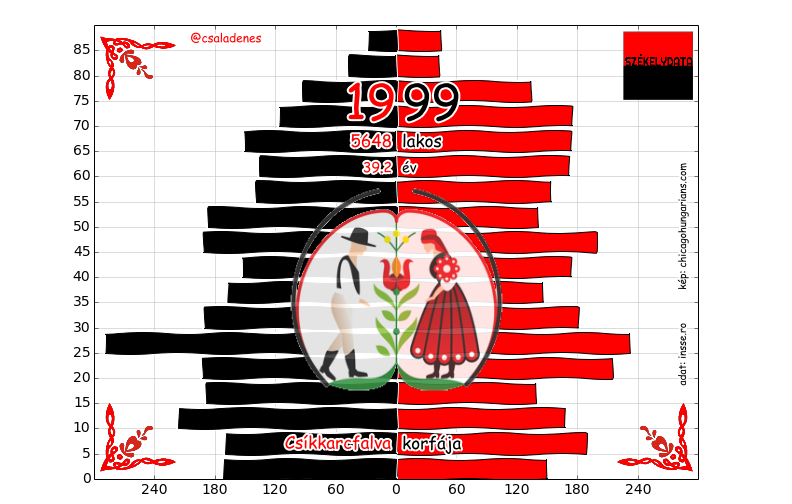 @csaladenes
SZÉKELYDATA
1999
5648 lakos
39.2 év
Csíkkarcfalva korfája
kép: chicagohungarians.com
adat: insse.ro
85
80
75
70
65
60
55
50
45
40
35
30
25
20
15
10
5
0
240 180 120 60 0 60 120 180 240